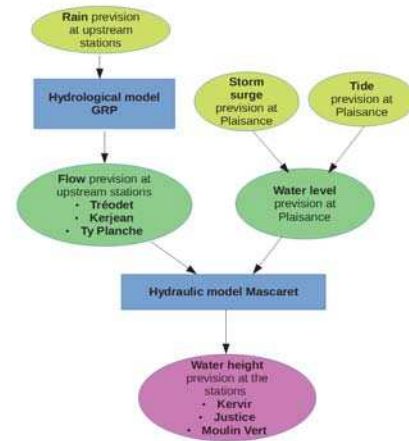 Rain prevision
at upstream
stations
Hydrological model
GRP
Storm
surge
prevision at
Plaisance
Tide
prevision at
Plaisance
Flow prevision at
upstream stations
• Tréodet
• Kerjean
• Ty Planche
Water level
prevision at
Plaisance
Hydraulic model Mascaret
Water height
prevision at the
stations
• Kervir
• Justice
• Moulin Vert